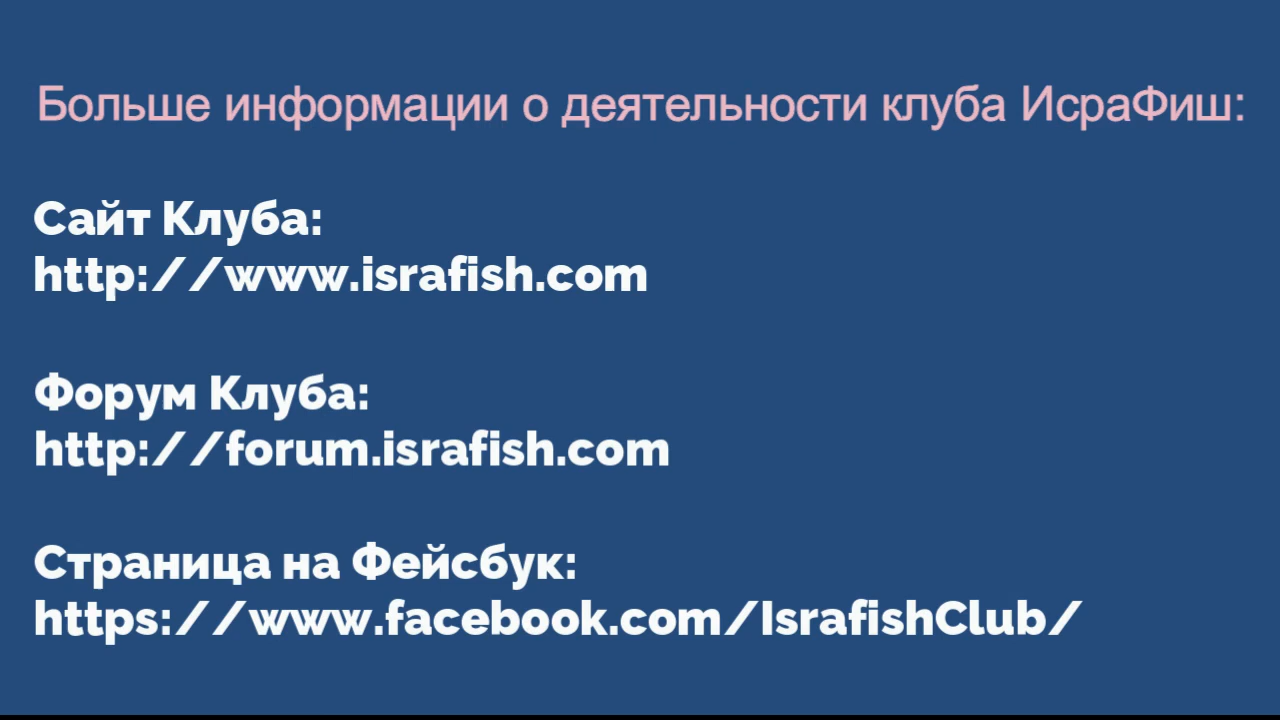 Больше информации о деятельности клуба ИсраФиш:
Сайт Клуба:
http://www.israfish.com
Форум Клуба:
http://forum.israfish.com
Страница на Фейсбук:
https://www.facebook.com/IsrafishClub/